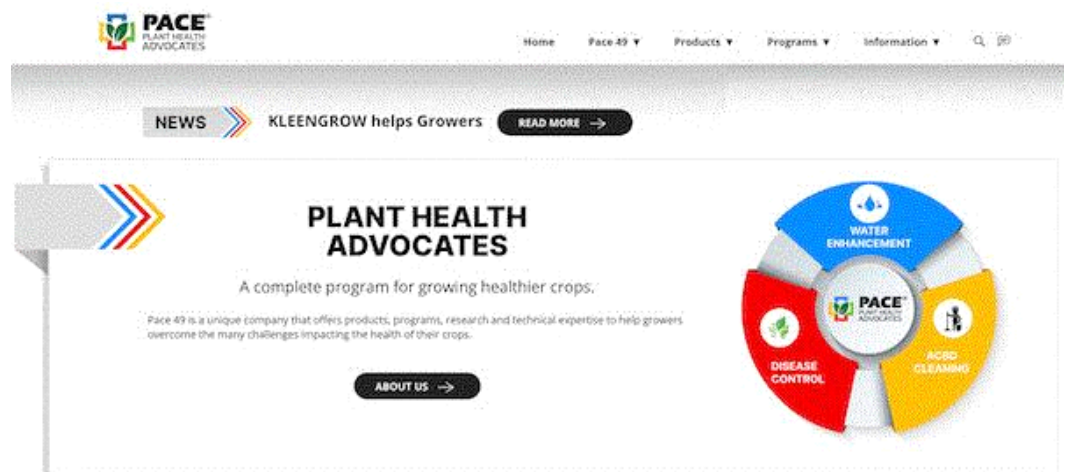 PACE®
PLANT HEALTH
ADVOCATES
Home Pace 49 ▼ Products ▼ Programs ▼ Information ▼
NEWS KLEENGROW helps Growers READ MORE →
PLANT HEALTH
ADVOCATES
A complete program for growing healthier crops.
Pace 49 is a unique company that offers products, programs, research and technical expertise to help growers
overcome the many challenges impacting the health of their crops.
ABOUT US →
WATER
ENHANCEMENT
PACE®
PLANT HEALTH
ADVOCATES
DISEASE
CONTROL
ACBD
CLEANING